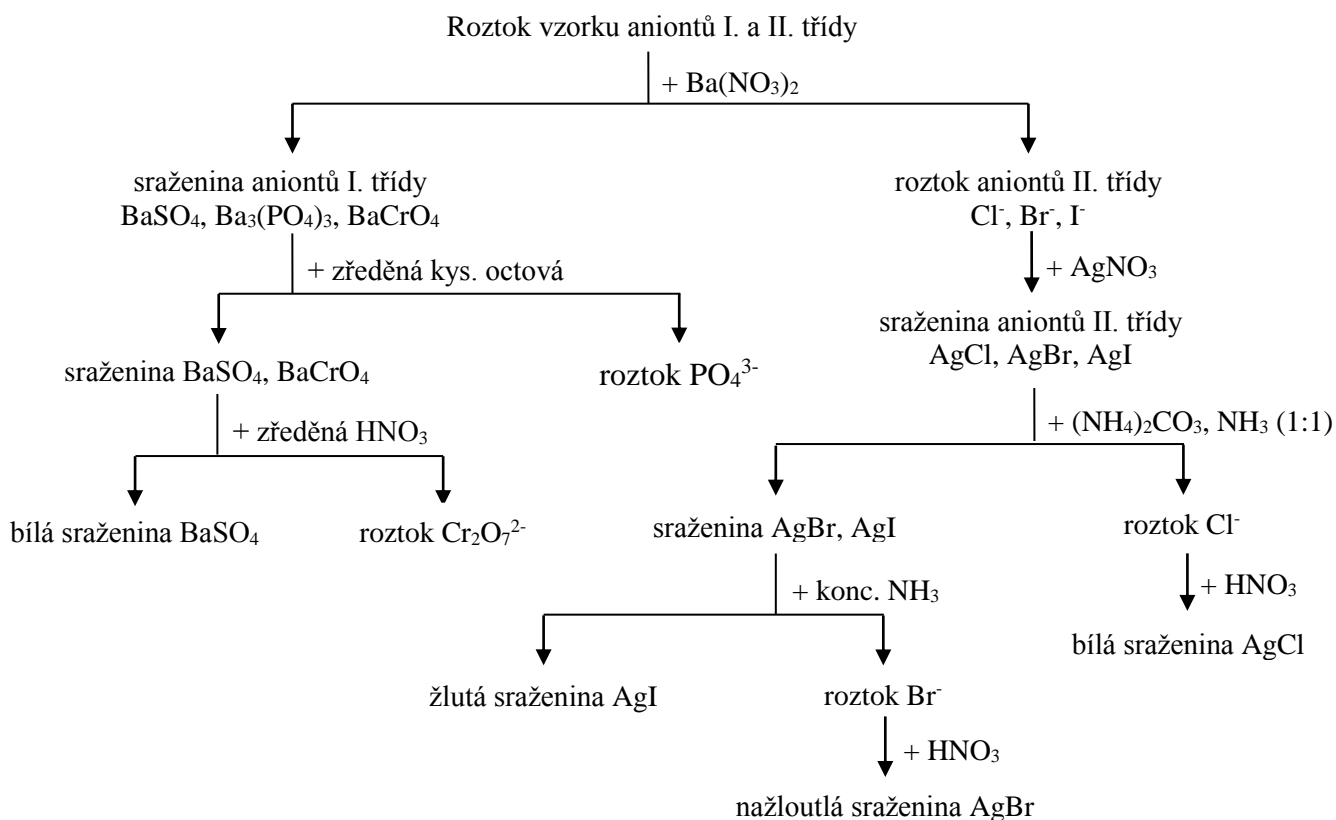 Roztok vzorku aniontů I. a II. třídy
+ Ba(NO₃)₂
sraženina aniontů I. třídy
BaSO₄, Ba₃(PO₄)₃, BaCrO₄
roztok aniontů II. třídy
Cl⁻, Br⁻, I⁻
+ zředěná kys. octová
+ AgNO₃
sraženina BaSO₄, BaCrO₄
roztok PO₄³⁻
sraženina aniontů II. třídy
AgCl, AgBr, AgI
+ zředěná HNO₃
+ (NH₄)₂CO₃, NH₃ (1:1)
bílá sraženina BaSO₄
roztok Cr₂O₇²⁻
sraženina AgBr, AgI
roztok Cl⁻
+ konc. NH₃
+ HNO₃
žlutá sraženina AgI
roztok Br⁻
bílá sraženina AgCl
+ HNO₃
nažloutlá sraženina AgBr